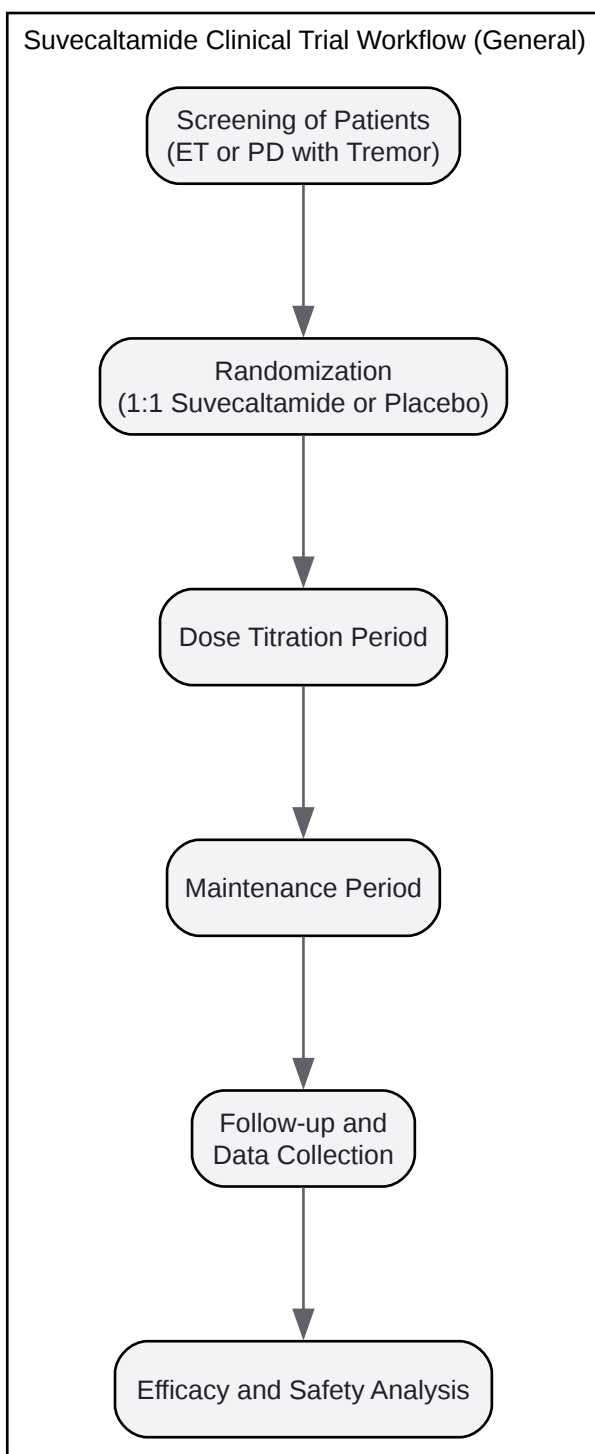 Suvecaltamide Clinical Trial Workflow (General)
Screening of Patients
(ET or PD with Tremor)
Randomization
(1:1 Suvecaltamide or Placebo)
Dose Titration Period
Maintenance Period
Follow-up and
Data Collection
Efficacy and Safety Analysis